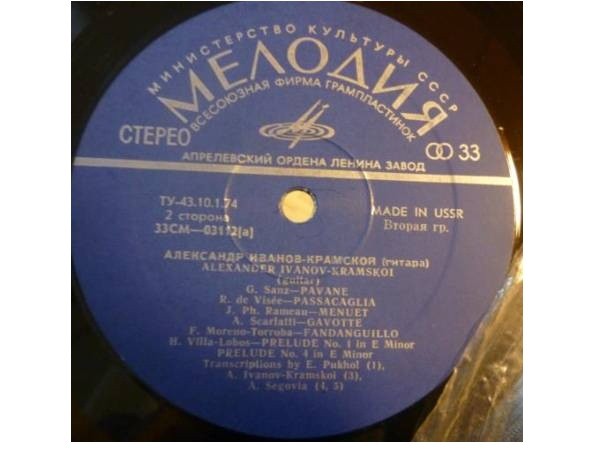 МИНИСТЕРСТВО КУЛЬТУРЫ СССР
МЕЛОДИЯ
ВСЕСОЮЗНАЯ ФИРМА ГРАМПЛАСТИНОК
СТЕРЕО
33
АПРЕЛЕВСКИЙ ОРДЕНА ЛЕНИНА ЗАВОД
ТУ-43.10.1.74
2 сторона
33СМ—03112[а]
MADE IN USSR
Вторая гр.
АЛЕКСАНДР ИВАНОВ-КРАМСКОЙ (гитара)
ALEXANDER IVANOV-KRAMSKOI
(guitar)
G. Sanz—PAVANE
R. de Visée—PASSACAGLIA
J. Ph. Rameau—MENUET
A. Scarlatti—GAVOTTE
F. Moreno-Torroba—FANDANGUILLO
H. Villa-Lobos—PRELUDE No. 1 in E Minor
PRELUDE No. 4 in E Minor
Transcriptions by E. Pukhol (1),
A. Ivanov-Kramskoi (3),
A. Segovia (4, 5)